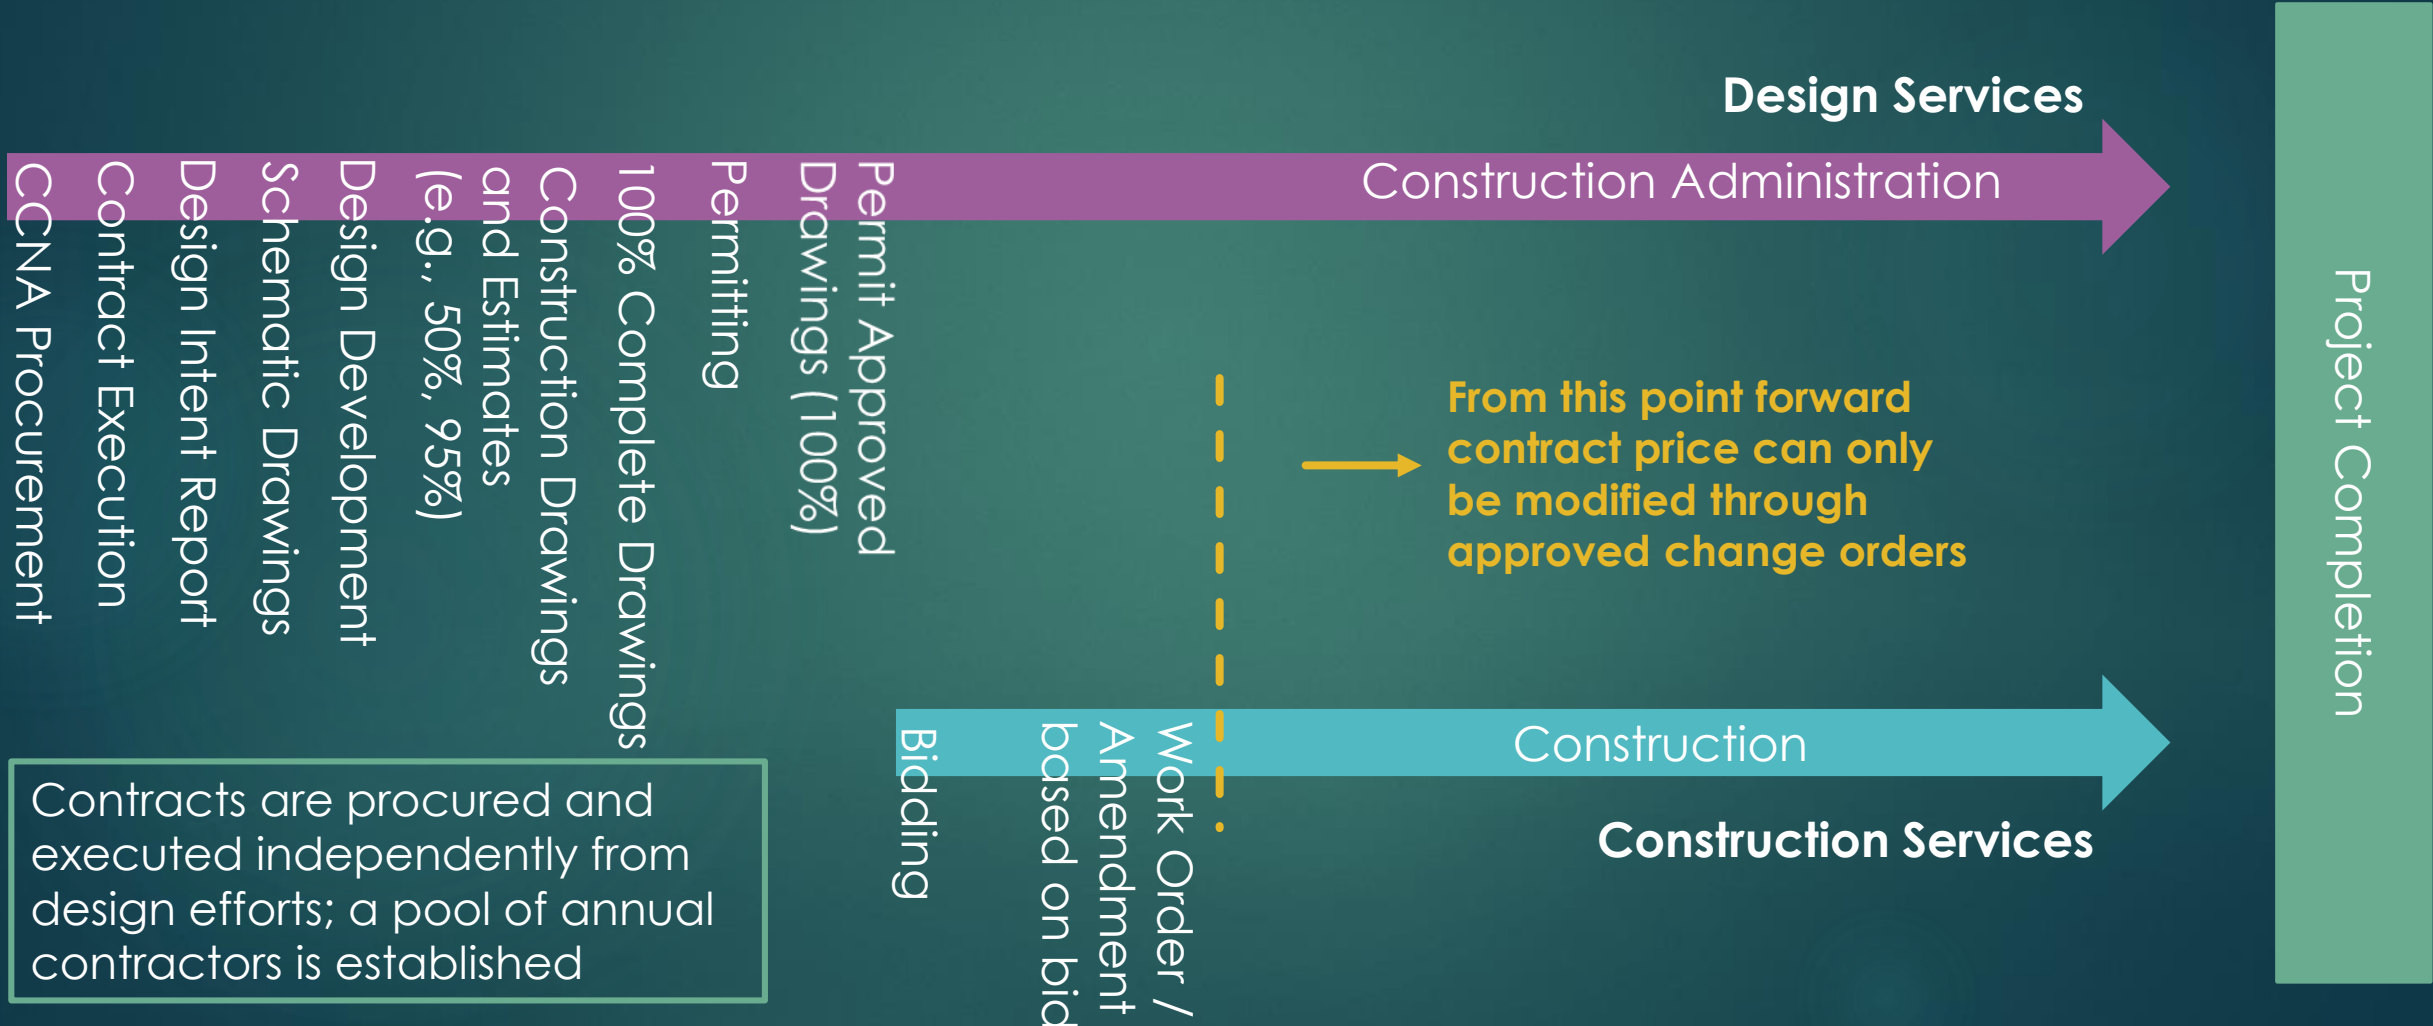 Design Services
Construction Administration
CCNA Procurement
Contract Execution
Design Intent Report
Schematic Drawings
Design Development
Construction Drawings
and Estimates
(e.g., 50%, 95%)
100% Complete Drawings
Permitting
Permit Approved
Drawings (100%)
From this point forward
contract price can only
be modified through
approved change orders
Project Completion
Bidding
Work Order /
Amendment
based on bid
Construction
Construction Services
Contracts are procured and
executed independently from
design efforts; a pool of annual
contractors is established